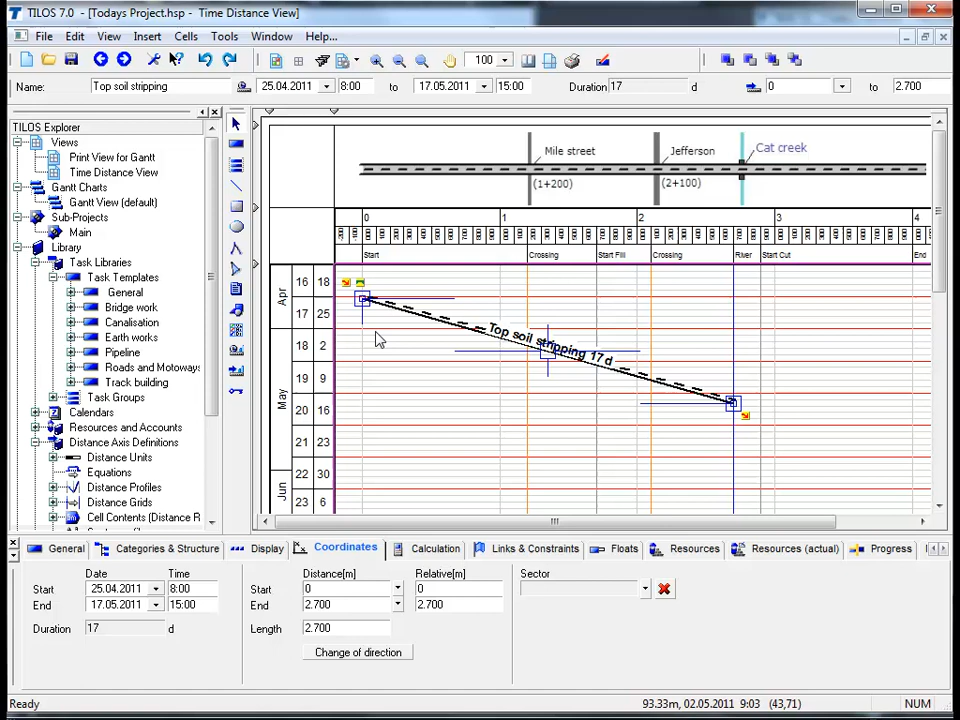 TILOS 7.0 - [Todays Project.hsp - Time Distance View]
File Edit View Insert Cells Tools Window Help...
100
Name: Top soil stripping 25.04.2011 8:00 to 17.05.2011 15:00 Duration 17 d 0 to 2.700
TILOS Explorer
Views
Print View for Gantt
Time Distance View
Gantt Charts
Gantt View (default)
Sub-Projects
Main
Library
Task Libraries
Task Templates
General
Bridge work
Canalisation
Earth works
Pipeline
Roads and Motoways
Track building
Task Groups
Calendars
Resources and Accounts
Distance Axis Definitions
Distance Units
Equations
Distance Profiles
Distance Grids
Cell Contents (Distance R
Mile street Jefferson Cat creek
(1+200) (2+100)
0 1 2 3 4
Start Crossing Start Fill Crossing River Start Cut End
Apr 16 18
17 25
18 2
May 19 9
20 16
21 23
22 30
Jun 23 6
Top soil stripping 17 d
General Categories & Structure Display Coordinates Calculation Links & Constraints Floats Resources Resources (actual) Progress
Date Time Distance[m] Relative[m] Sector
Start 25.04.2011 8:00 Start 0 0
End 17.05.2011 15:00 End 2.700 2.700
Duration 17 d Length 2.700
Change of direction
Ready 93.33m, 02.05.2011 9:03 (43,71) NUM